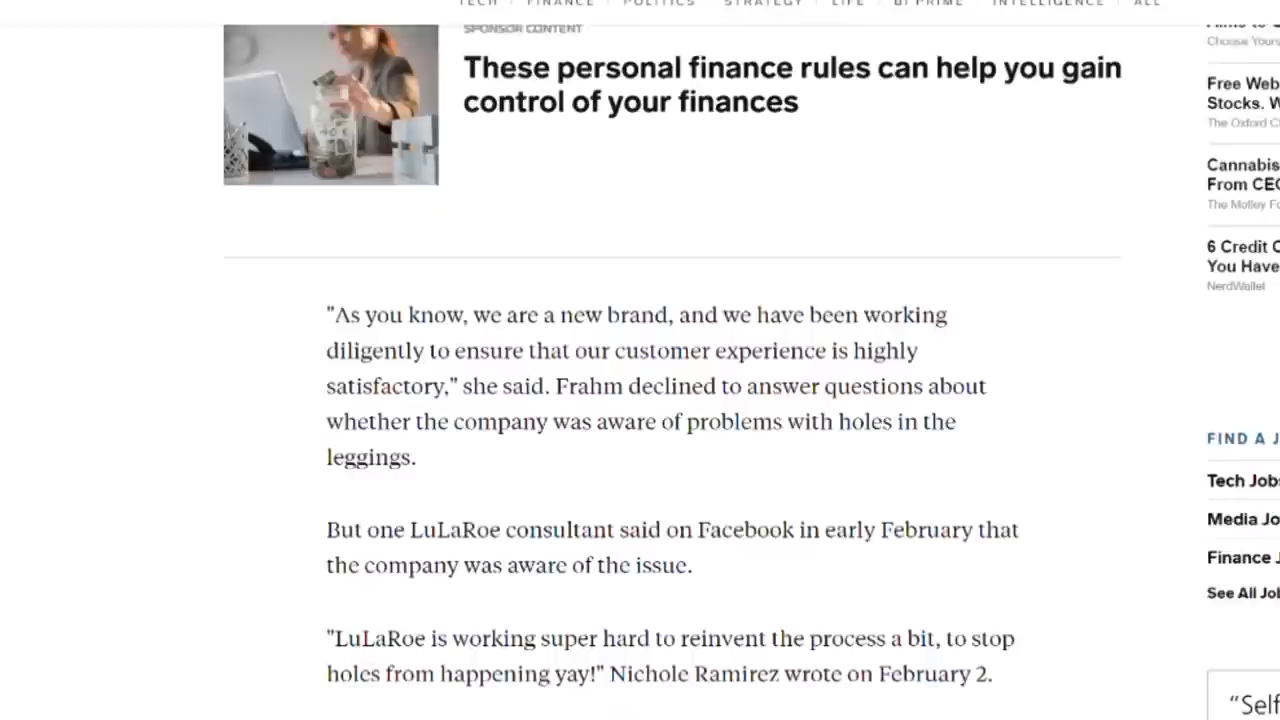 TECH FINANCE POLITICS STRATEGY LIFE BI PRIME INTELLIGENCE ALL
SPONSOR CONTENT
These personal finance rules can help you gain
control of your finances
"As you know, we are a new brand, and we have been working
diligently to ensure that our customer experience is highly
satisfactory,” she said. Frahm declined to answer questions about
whether the company was aware of problems with holes in the
leggings.
But one LuLaRoe consultant said on Facebook in early February that
the company was aware of the issue.
"LuLaRoe is working super hard to reinvent the process a bit, to stop
holes from happening yay!" Nichole Ramirez wrote on February 2.
Choose Yours
Free Web
Stocks. W
The Oxford C
Cannabis
From CEO
The Motley Fo
6 Credit C
You Have
NerdWallet
FIND A J
Tech Jobs
Media Jo
Finance J
See All Job
“Self